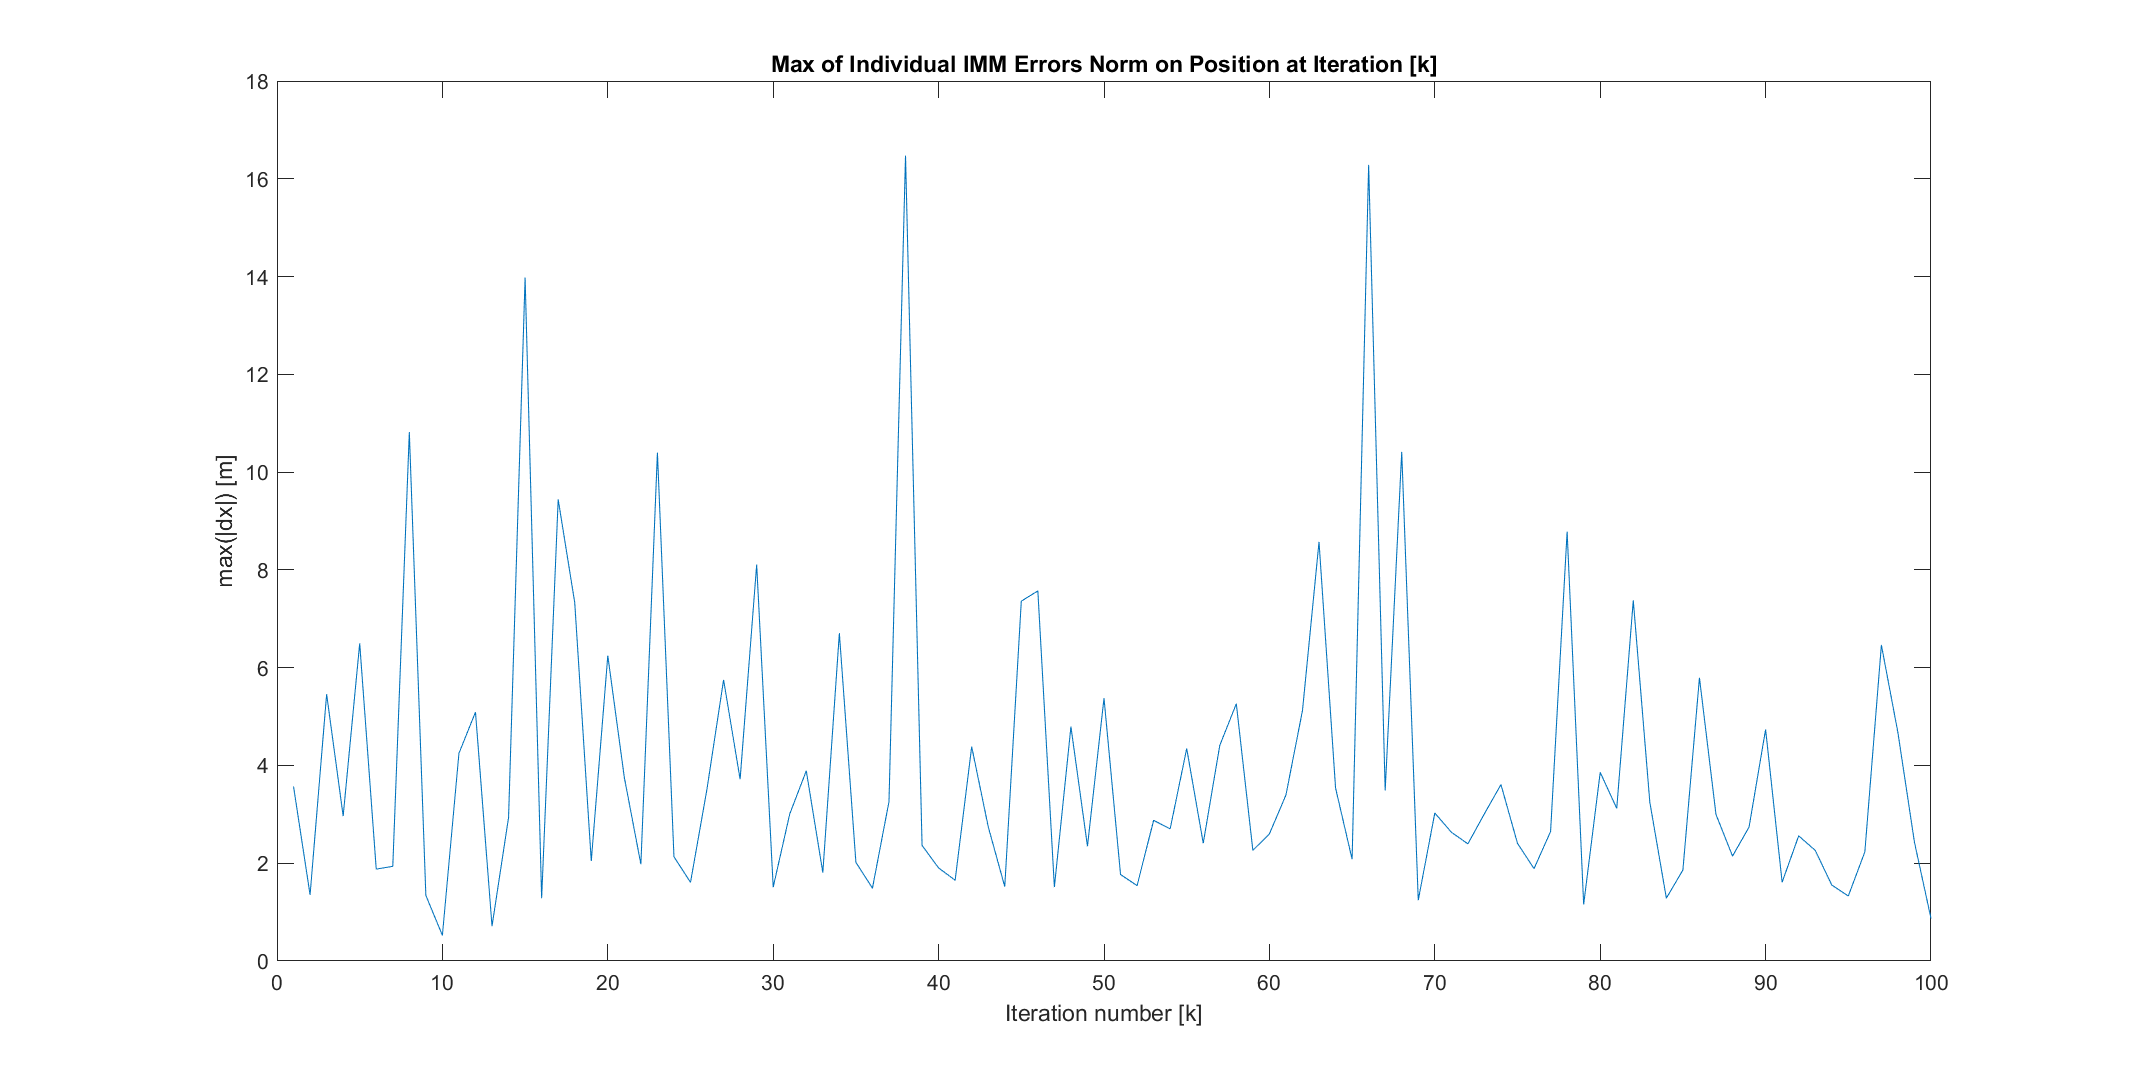 Max of Individual IMM Errors Norm on Position at Iteration [k]
18
16
14
12
10
8
6
4
2
0
max(|dx|) [m]
0 10 20 30 40 50 60 70 80 90 100
Iteration number [k]